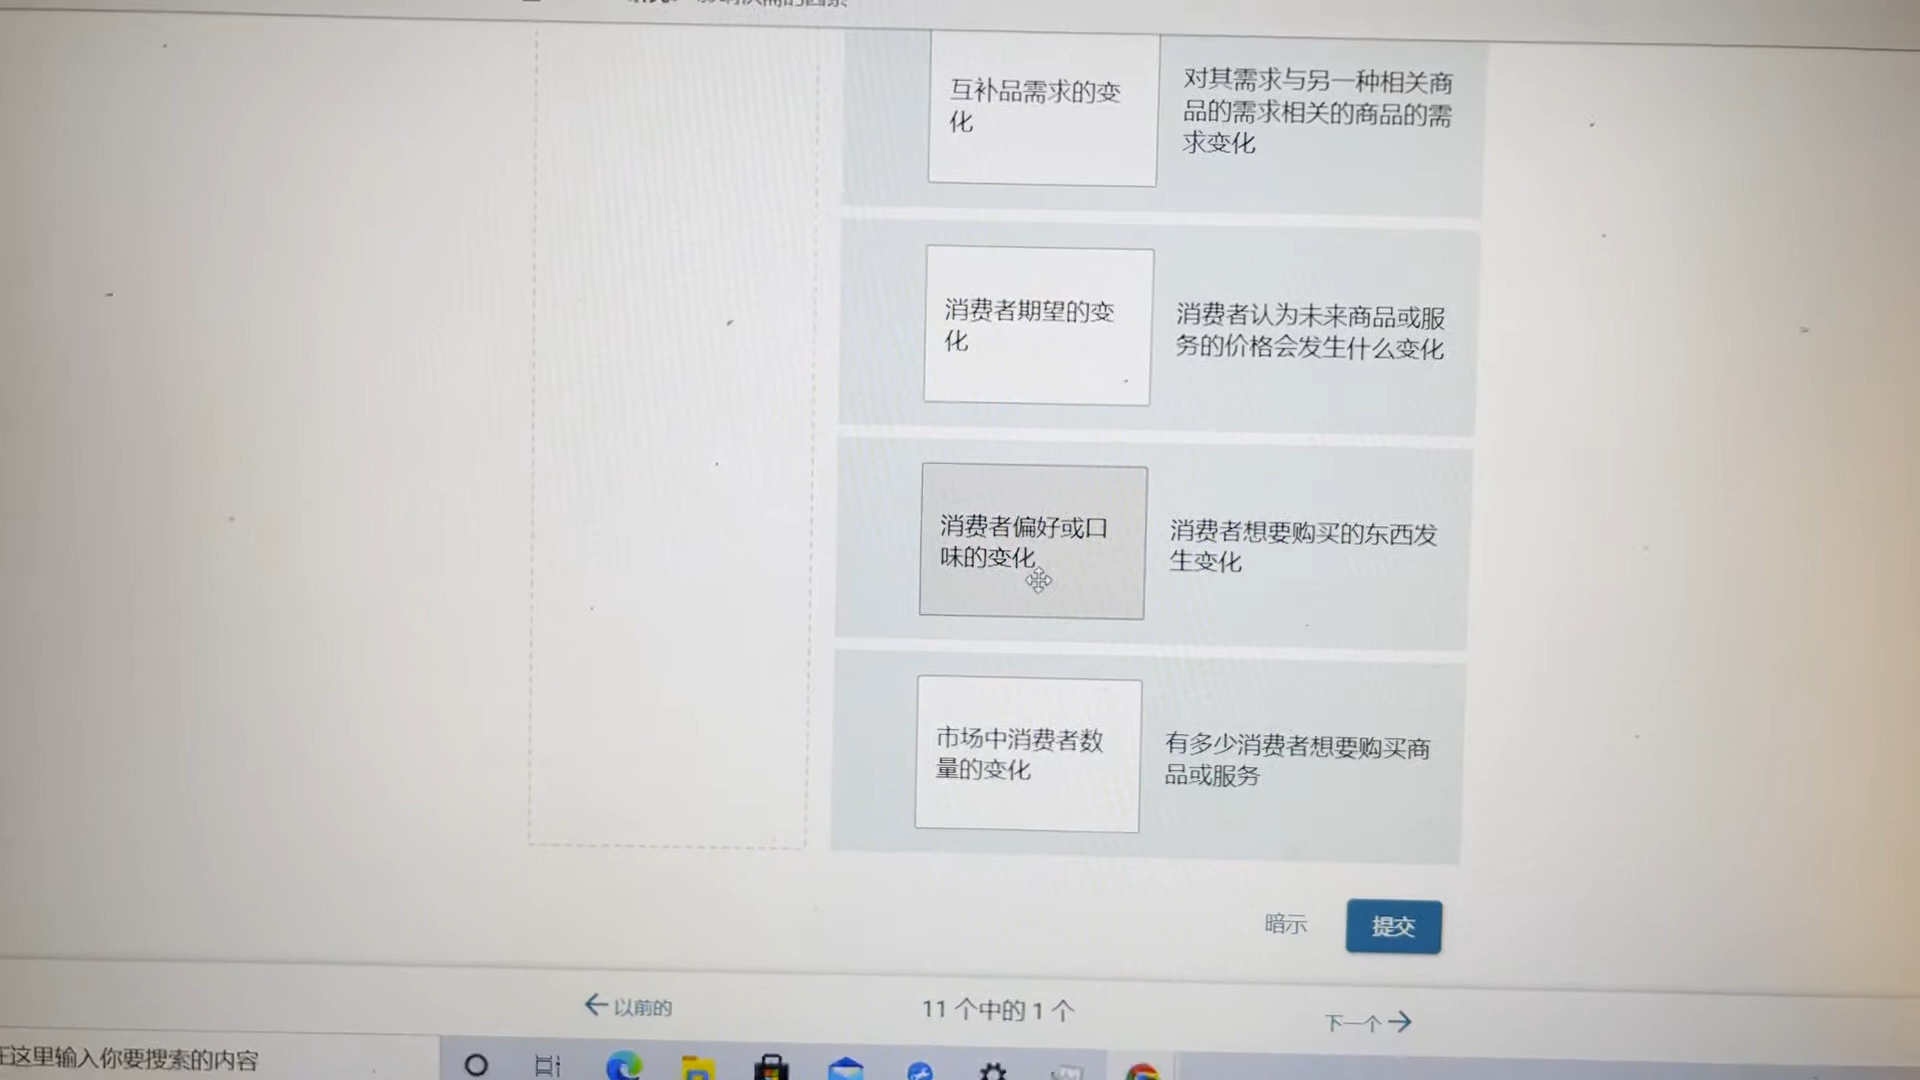 互补品需求的变
化
对其需求与另一种相关商
品的需求相关的商品的需
求变化
消费者期望的变
化
消费者认为未来商品或服
务的价格会发生什么变化
消费者偏好或口
味的变化
消费者想要购买的东西发
生变化
市场中消费者数
量的变化
有多少消费者想要购买商
品或服务
暗示
提交
以前的
11 个中的 1 个
下一个
在这里输入你要搜索的内容